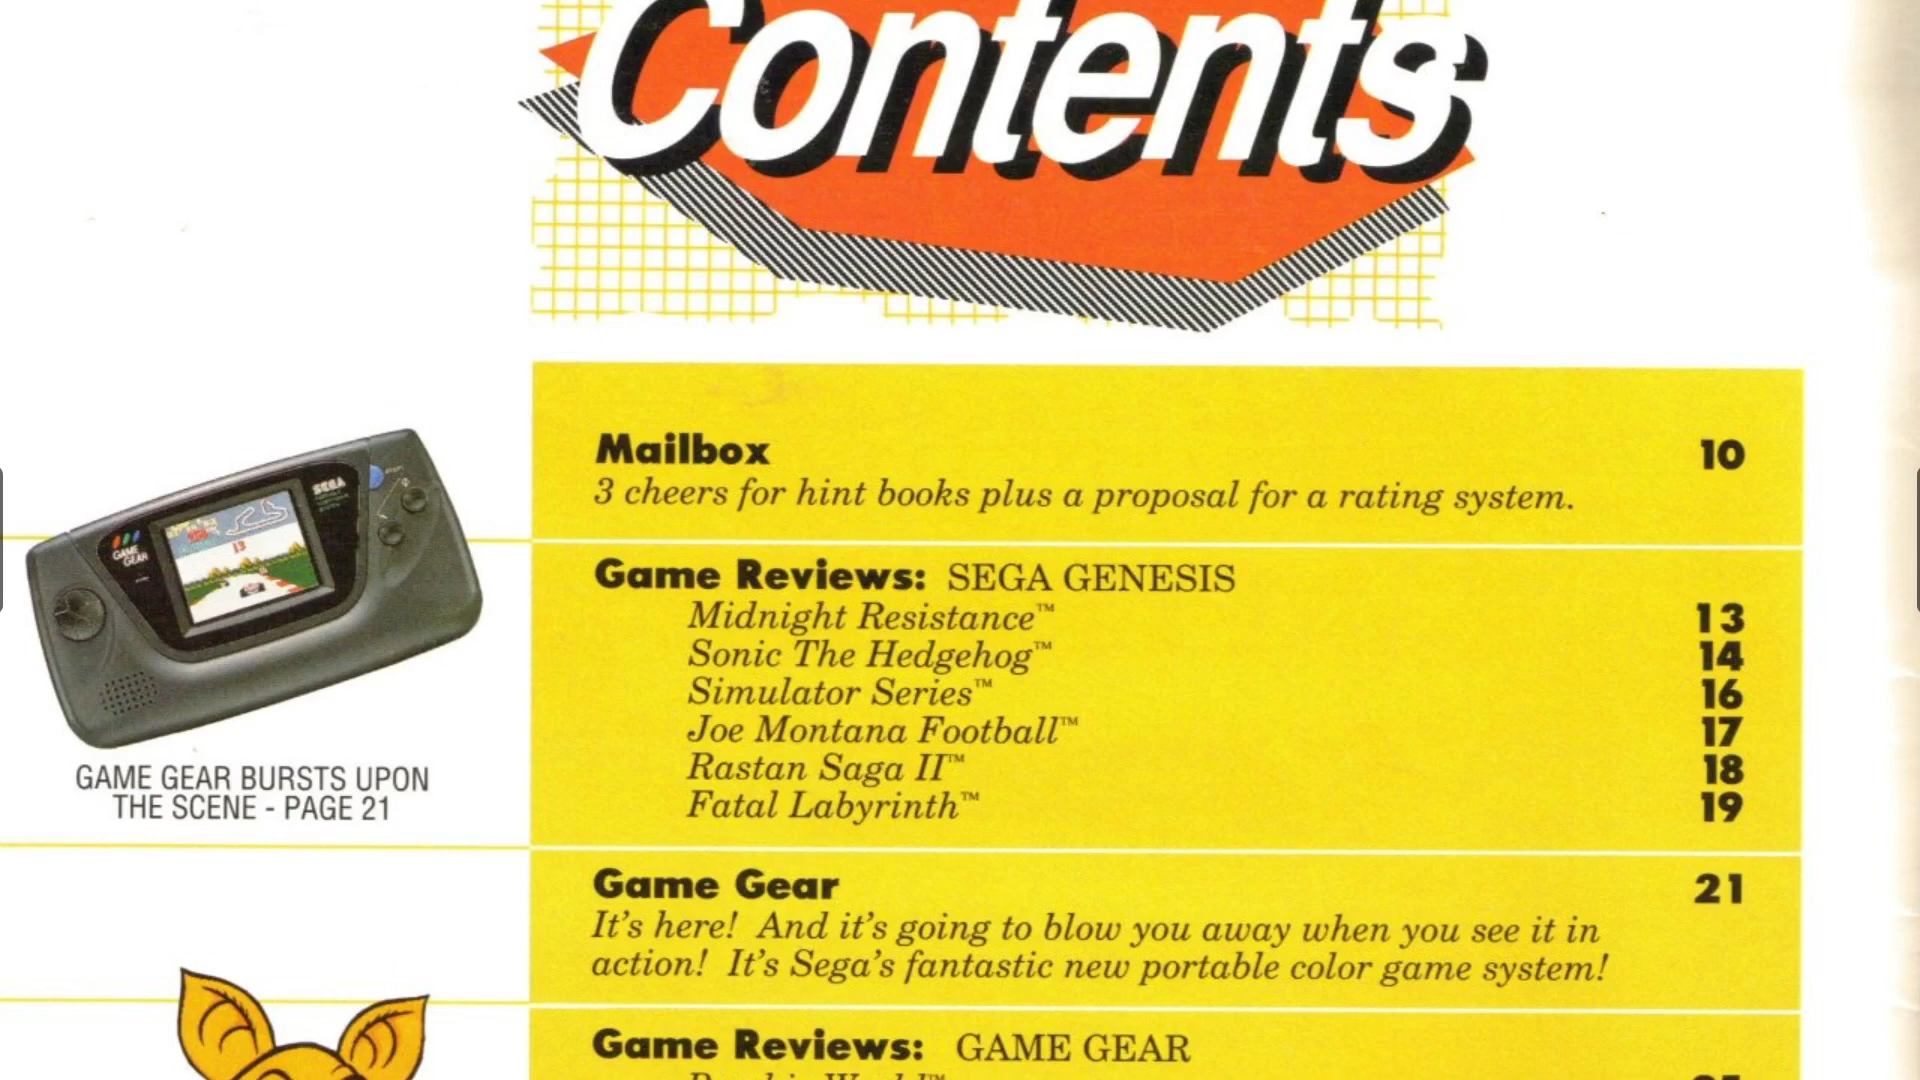 Contents
Mailbox 10
3 cheers for hint books plus a proposal for a rating system.
Game Reviews: SEGA GENESIS
Midnight Resistance™ 13
Sonic The Hedgehog™ 14
Simulator Series™ 16
Joe Montana Football™ 17
Rastan Saga II™ 18
Fatal Labyrinth™ 19
SEGA
GAME
GEAR
13
GAME GEAR BURSTS UPON
THE SCENE - PAGE 21
Game Gear 21
It's here! And it's going to blow you away when you see it in
action! It's Sega's fantastic new portable color game system!
Game Reviews: GAME GEAR